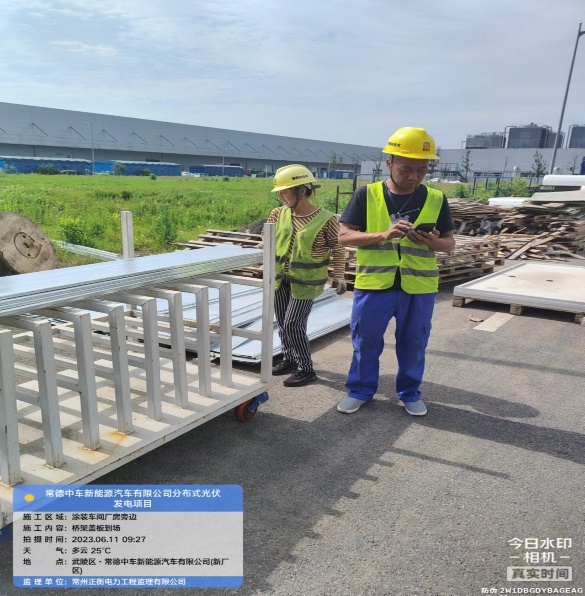 常德中车新能源汽车有限公司分布式光伏
发电项目
施工区域： 涂装车间厂房旁边
施工内容： 桥架盖板到场
拍摄时间： 2023.06.11 09:27
天 气： 多云 25°C
地 点： 武陵区·常德中车新能源汽车有限公司(新厂
区)
监理单位： 常州正衡电力工程监理有限公司
今日水印
相机
真实时间
防伪 2W1DBGDYBAGEAG